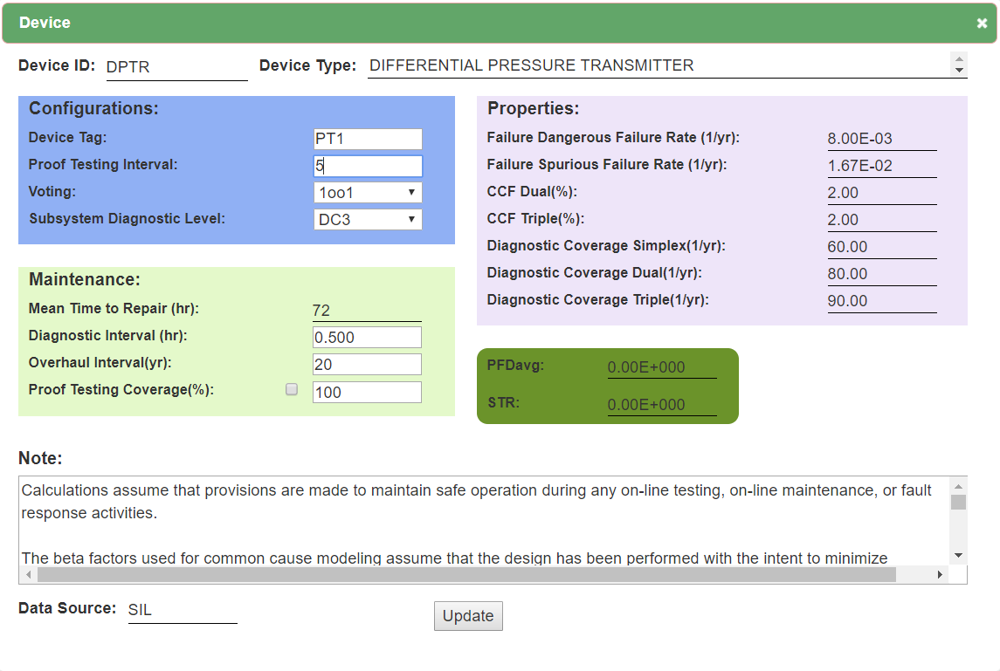 Device
Device ID: DPTR Device Type: DIFFERENTIAL PRESSURE TRANSMITTER
Configurations:
Device Tag: PT1
Proof Testing Interval: 5
Voting: 1oo1
Subsystem Diagnostic Level: DC3
Maintenance:
Mean Time to Repair (hr): 72
Diagnostic Interval (hr): 0.500
Overhaul Interval(yr): 20
Proof Testing Coverage(%): 100
Properties:
Failure Dangerous Failure Rate (1/yr): 8.00E-03
Failure Spurious Failure Rate (1/yr): 1.67E-02
CCF Dual(%): 2.00
CCF Triple(%): 2.00
Diagnostic Coverage Simplex(1/yr): 60.00
Diagnostic Coverage Dual(1/yr): 80.00
Diagnostic Coverage Triple(1/yr): 90.00
PFDavg: 0.00E+000
STR: 0.00E+000
Note:
Calculations assume that provisions are made to maintain safe operation during any on-line testing, on-line maintenance, or fault
response activities.
The beta factors used for common cause modeling assume that the design has been performed with the intent to minimize
Data Source: SIL
Update